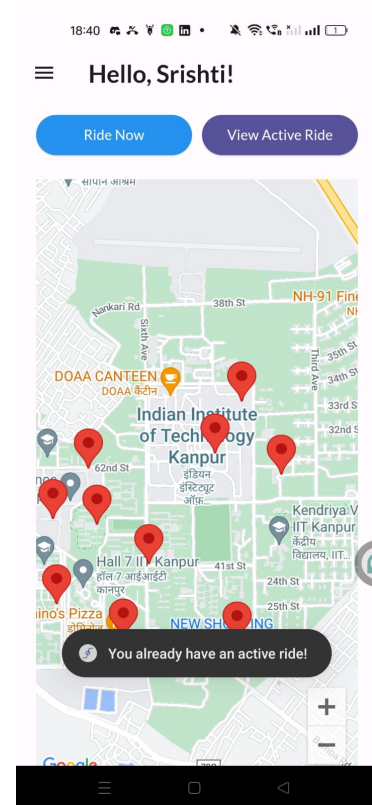 18:40
1
Hello, Srishti!
Ride Now
View Active Ride
सोपान आश्रम
Nankari Rd
38th St
NH-91 Fine
Sixth Ave
Third Ave
35th St
DOAA CANTEEN
DOAA कैंटीन
34th St
Indian Institute
of Technology
Kanpur
33rd S
32nd S
62nd St
इंडियन
इंस्टिट्यूट
ऑफ़...
Kendriya V
IIT Kanpur
केंद्रीय
विद्यालय, IIT...
Hall 7 IIT Kanpur
हॉल 7 आईआईटी
कानपुर
41st St
24th St
25th St
ino's Pizza
डोमिनोज़
NEW SHOPPING
You already have an active ride!
+
−
Google